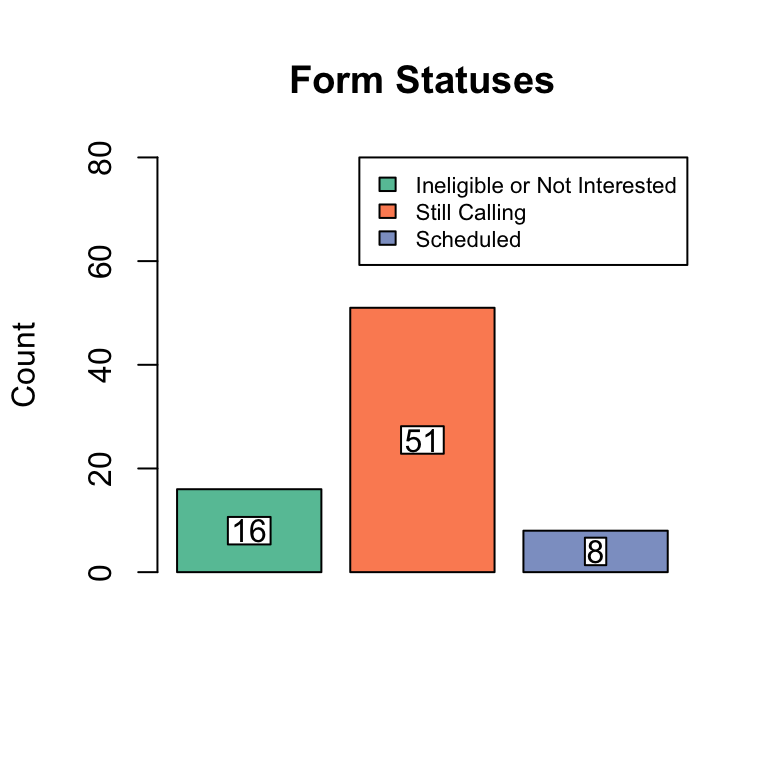 Form Statuses
80
60
40
20
0
Count
Ineligible or Not Interested
Still Calling
Scheduled
16
51
8